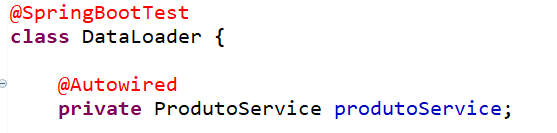 @SpringBootTest
class DataLoader {
@Autowired
private ProdutoService produtoService;